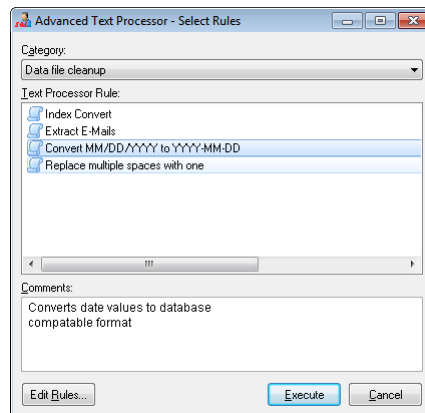 Advanced Text Processor - Select Rules
Category:
Data file cleanup
Text Processor Rule:
Index Convert
Extract E-Mails
Convert MM/DD/YYYY to YYYY-MM-DD
Replace multiple spaces with one
Comments:
Converts date values to database
compatable format
Edit Rules... Execute Cancel